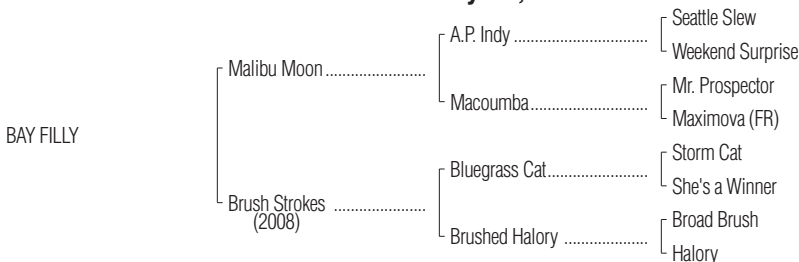 Seattle Slew
A.P. Indy ................................
Weekend Surprise
Malibu Moon ........................
Mr. Prospector
Macoumba............................
Maximova (FR)
BAY FILLY
Storm Cat
Bluegrass Cat........................
She's a Winner
Brush Strokes ......................
(2008)
Broad Brush
Brushed Halory ....................
Halory